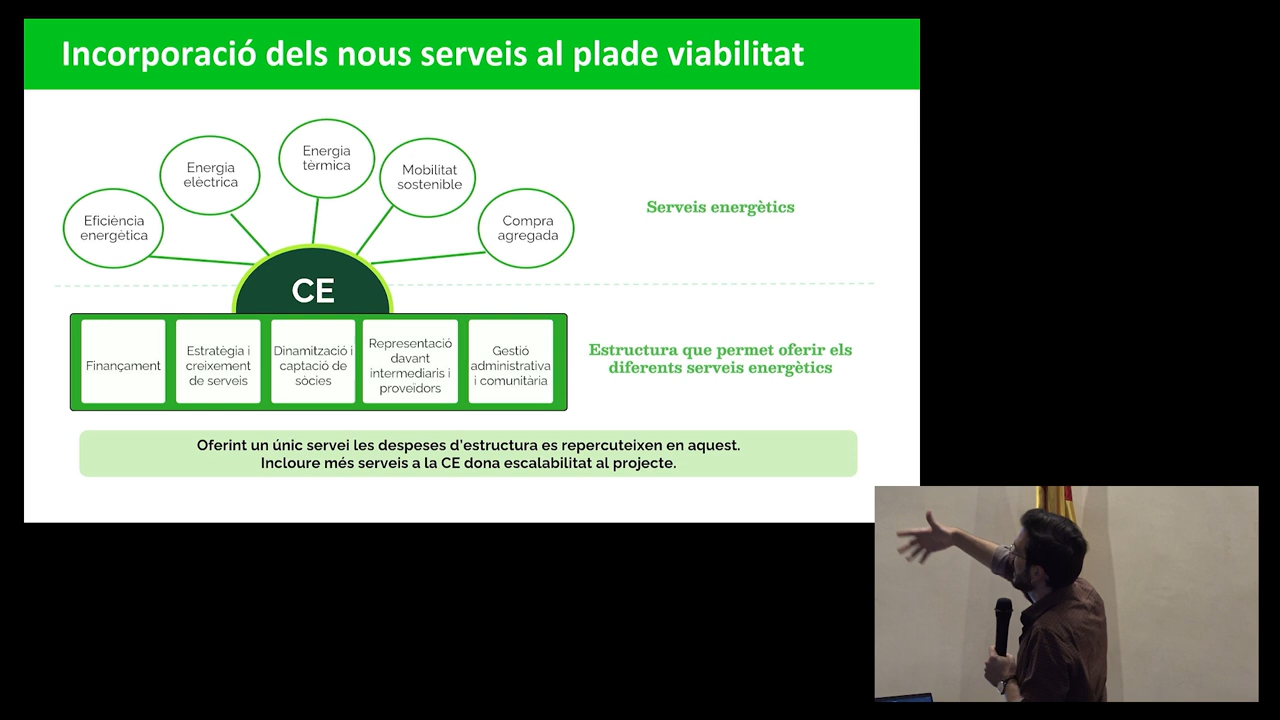 Incorporació dels nous serveis al plade viabilitat
Energia
tèrmica
Energia
elèctrica
Mobilitat
sostenible
Eficiència
energètica
Compra
agregada
Serveis energètics
CE
Finançament
Estratègia i
creixement
de serveis
Dinamització i
captació de
sòcies
Representació
davant
intermediaris i
proveïdors
Gestió
administrativa
i comunitària
Estructura que permet oferir els
diferents serveis energètics
Oferint un únic servei les despeses d'estructura es repercuteixen en aquest.
Incloure més serveis a la CE dona escalabilitat al projecte.